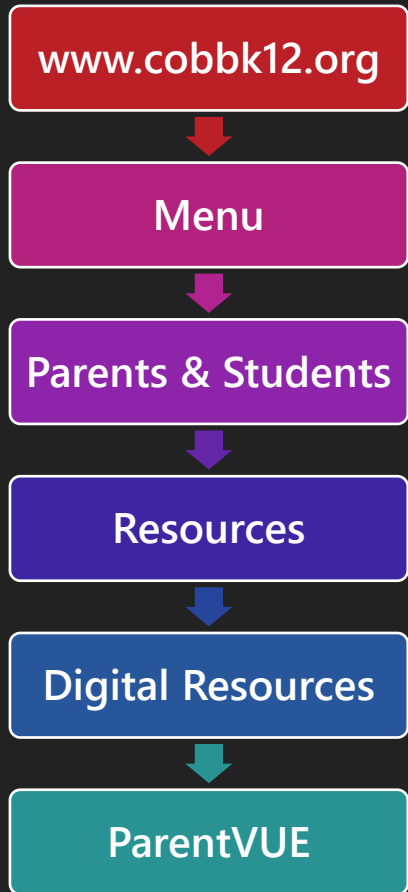 www.cobbk12.org
Menu
Parents & Students
Resources
Digital Resources
ParentVUE